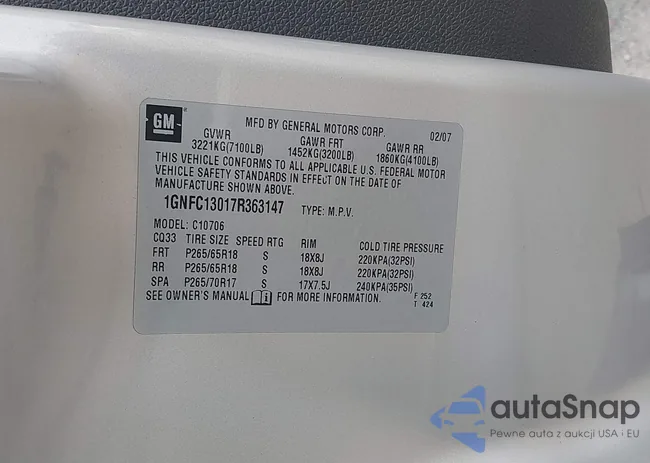 GM
MFD BY GENERAL MOTORS CORP. 02/07
GVWR GAWR FRT GAWR RR
3221KG(7100LB) 1452KG(3200LB) 1860KG(4100LB)
THIS VEHICLE CONFORMS TO ALL APPLICABLE U.S. FEDERAL MOTOR
VEHICLE SAFETY STANDARDS IN EFFECT ON THE DATE OF
MANUFACTURE SHOWN ABOVE.
1GNFC13017R363147 TYPE: M.P.V.
MODEL: C10706
CQ33 TIRE SIZE SPEED RTG RIM COLD TIRE PRESSURE
FRT P265/65R18 S 18X8J 220KPA(32PSI)
RR P265/65R18 S 18X8J 220KPA(32PSI)
SPA P265/70R17 S 17X7.5J 240KPA(35PSI)
SEE OWNER'S MANUAL FOR MORE INFORMATION.
F 252
T 424
autaSnap
Pewne auta z aukcji USA i EU